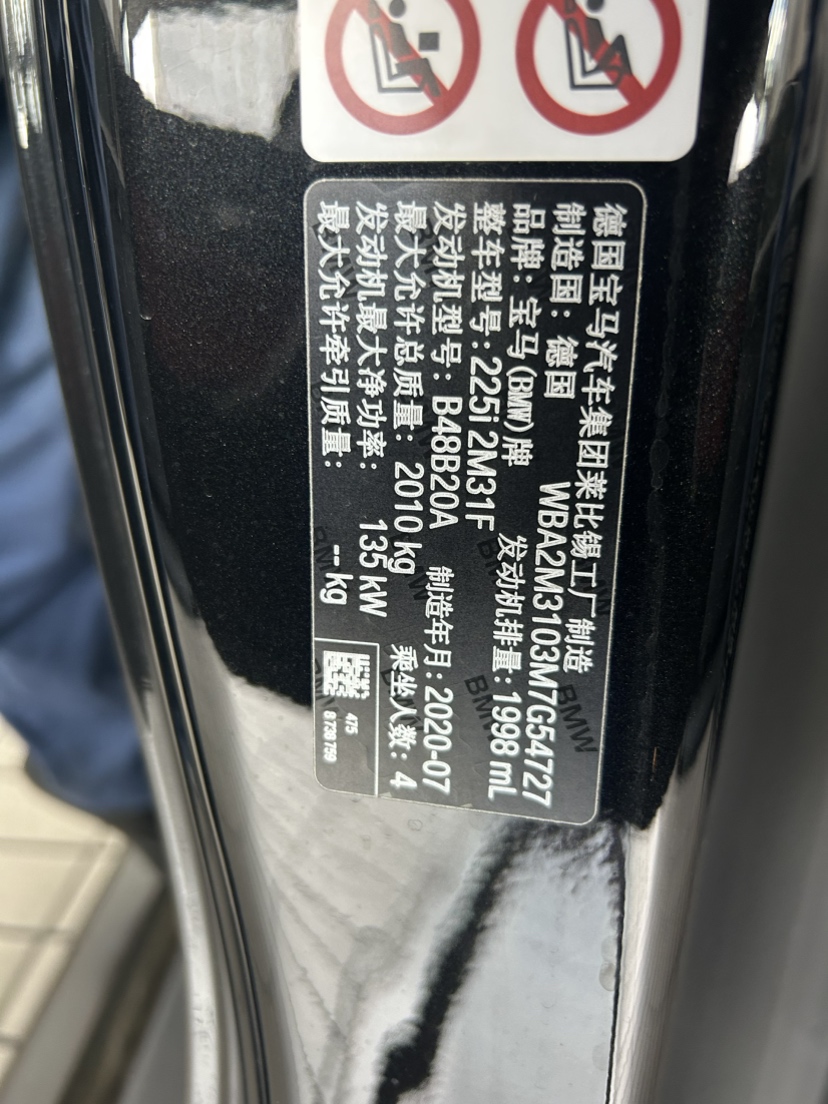 德国宝马汽车集团莱比锡工厂制造
制造国：德国 WBA2M3103M7G54727
品牌：宝马(BMW)牌 发动机排量：1998 mL
整车型号：225i 2M31F
发动机型号：B48B20A 制造年月：2020-07
最大允许总质量：2010 kg 乘坐人数：4
发动机最大净功率：135 kW
最大允许牵引质量：-- kg
475
8 739 759